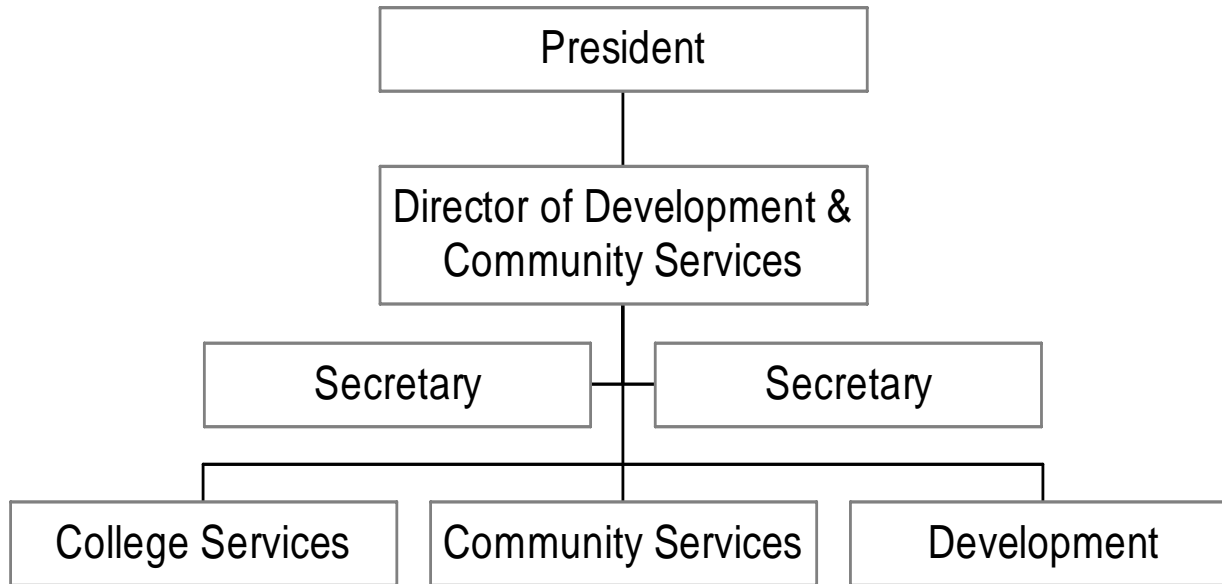 President
Director of Development &
Community Services
Secretary
Secretary
College Services
Community Services
Development